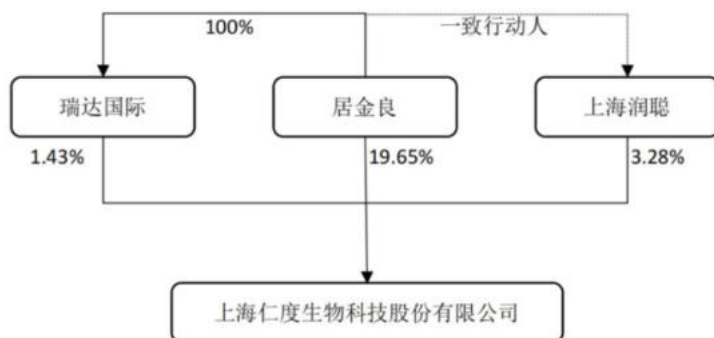 100%
一致行动人
瑞达国际
居金良
上海润聪
1.43%
19.65%
3.28%
上海仁度生物科技股份有限公司